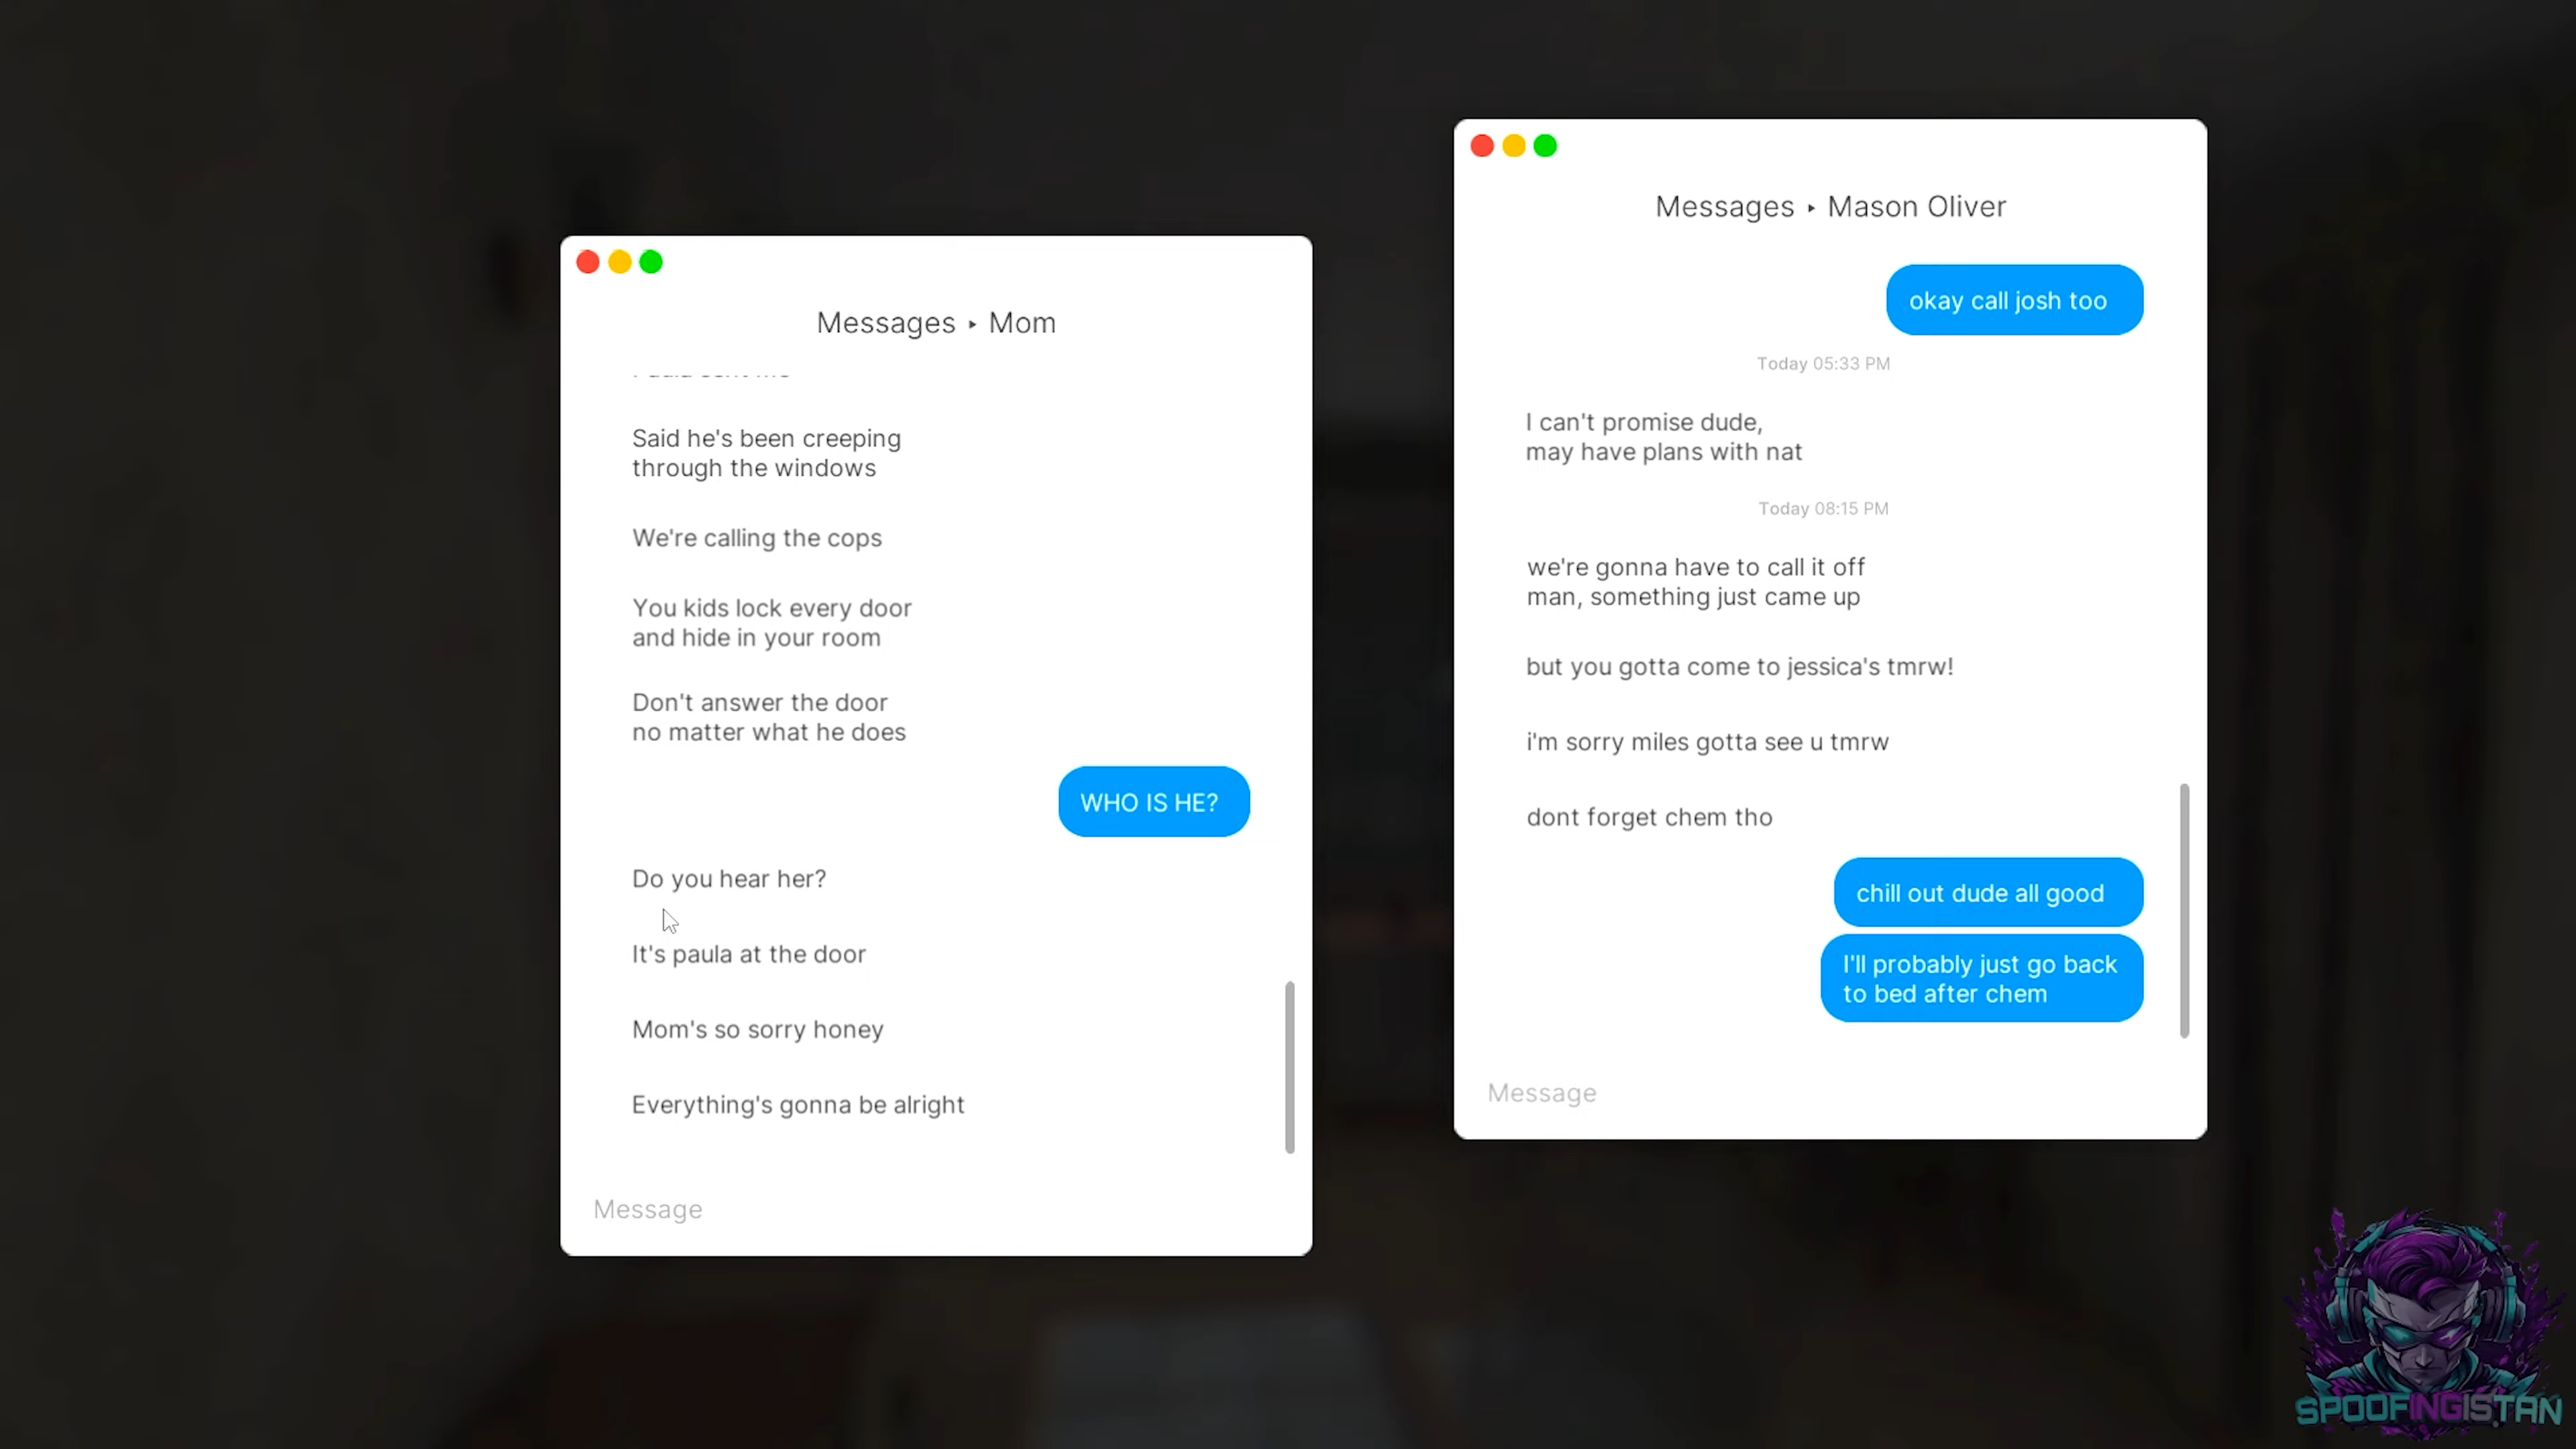 Messages ▸ Mom
Said he's been creeping
through the windows
We're calling the cops
You kids lock every door
and hide in your room
Don't answer the door
no matter what he does
WHO IS HE?
Do you hear her?
It's paula at the door
Mom's so sorry honey
Everything's gonna be alright
Message
Messages ▸ Mason Oliver
okay call josh too
Today 05:33 PM
I can't promise dude,
may have plans with nat
Today 08:15 PM
we're gonna have to call it off
man, something just came up
but you gotta come to jessica's tmrw!
i'm sorry miles gotta see u tmrw
dont forget chem tho
chill out dude all good
I'll probably just go back
to bed after chem
Message
SPOOFINGISTAN